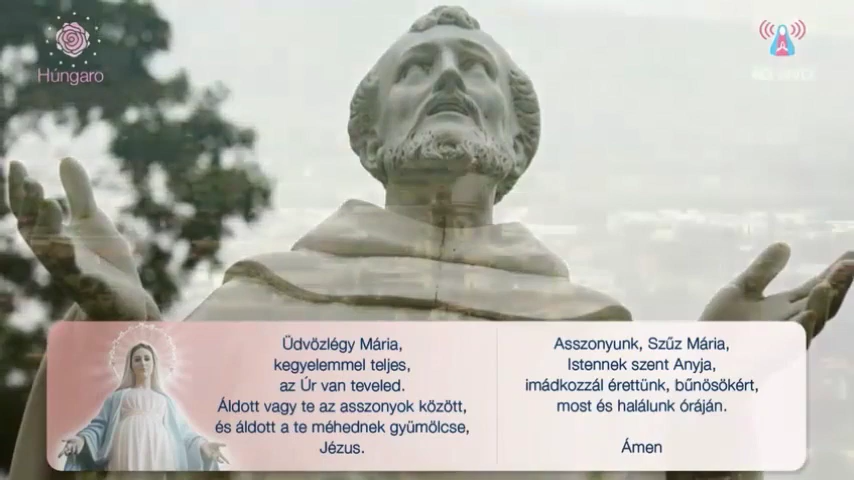 Húngaro
Üdvözlégy Mária,
kegyelemmel teljes,
az Úr van teveled.
Áldott vagy te az asszonyok között,
és áldott a te méhednek gyümölcse,
Jézus.
Asszonyunk, Szűz Mária,
Istennek szent Anyja,
imádkozzál érettünk, bűnösökért,
most és halálunk óráján.
Ámen